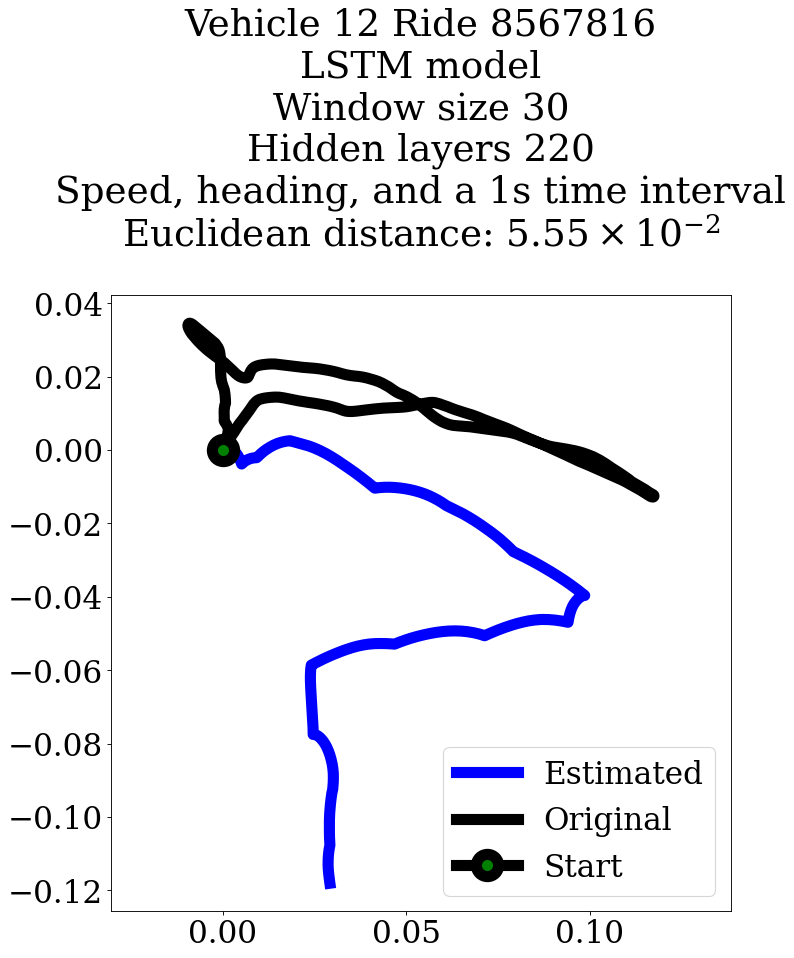 Vehicle 12 Ride 8567816
LSTM model
Window size 30
Hidden layers 220
Speed, heading, and a 1s time interval
Euclidean distance: 5.55 × 10⁻²
0.04
0.02
0.00
−0.02
−0.04
−0.06
−0.08
−0.10
−0.12
Estimated
Original
Start
0.00 0.05 0.10